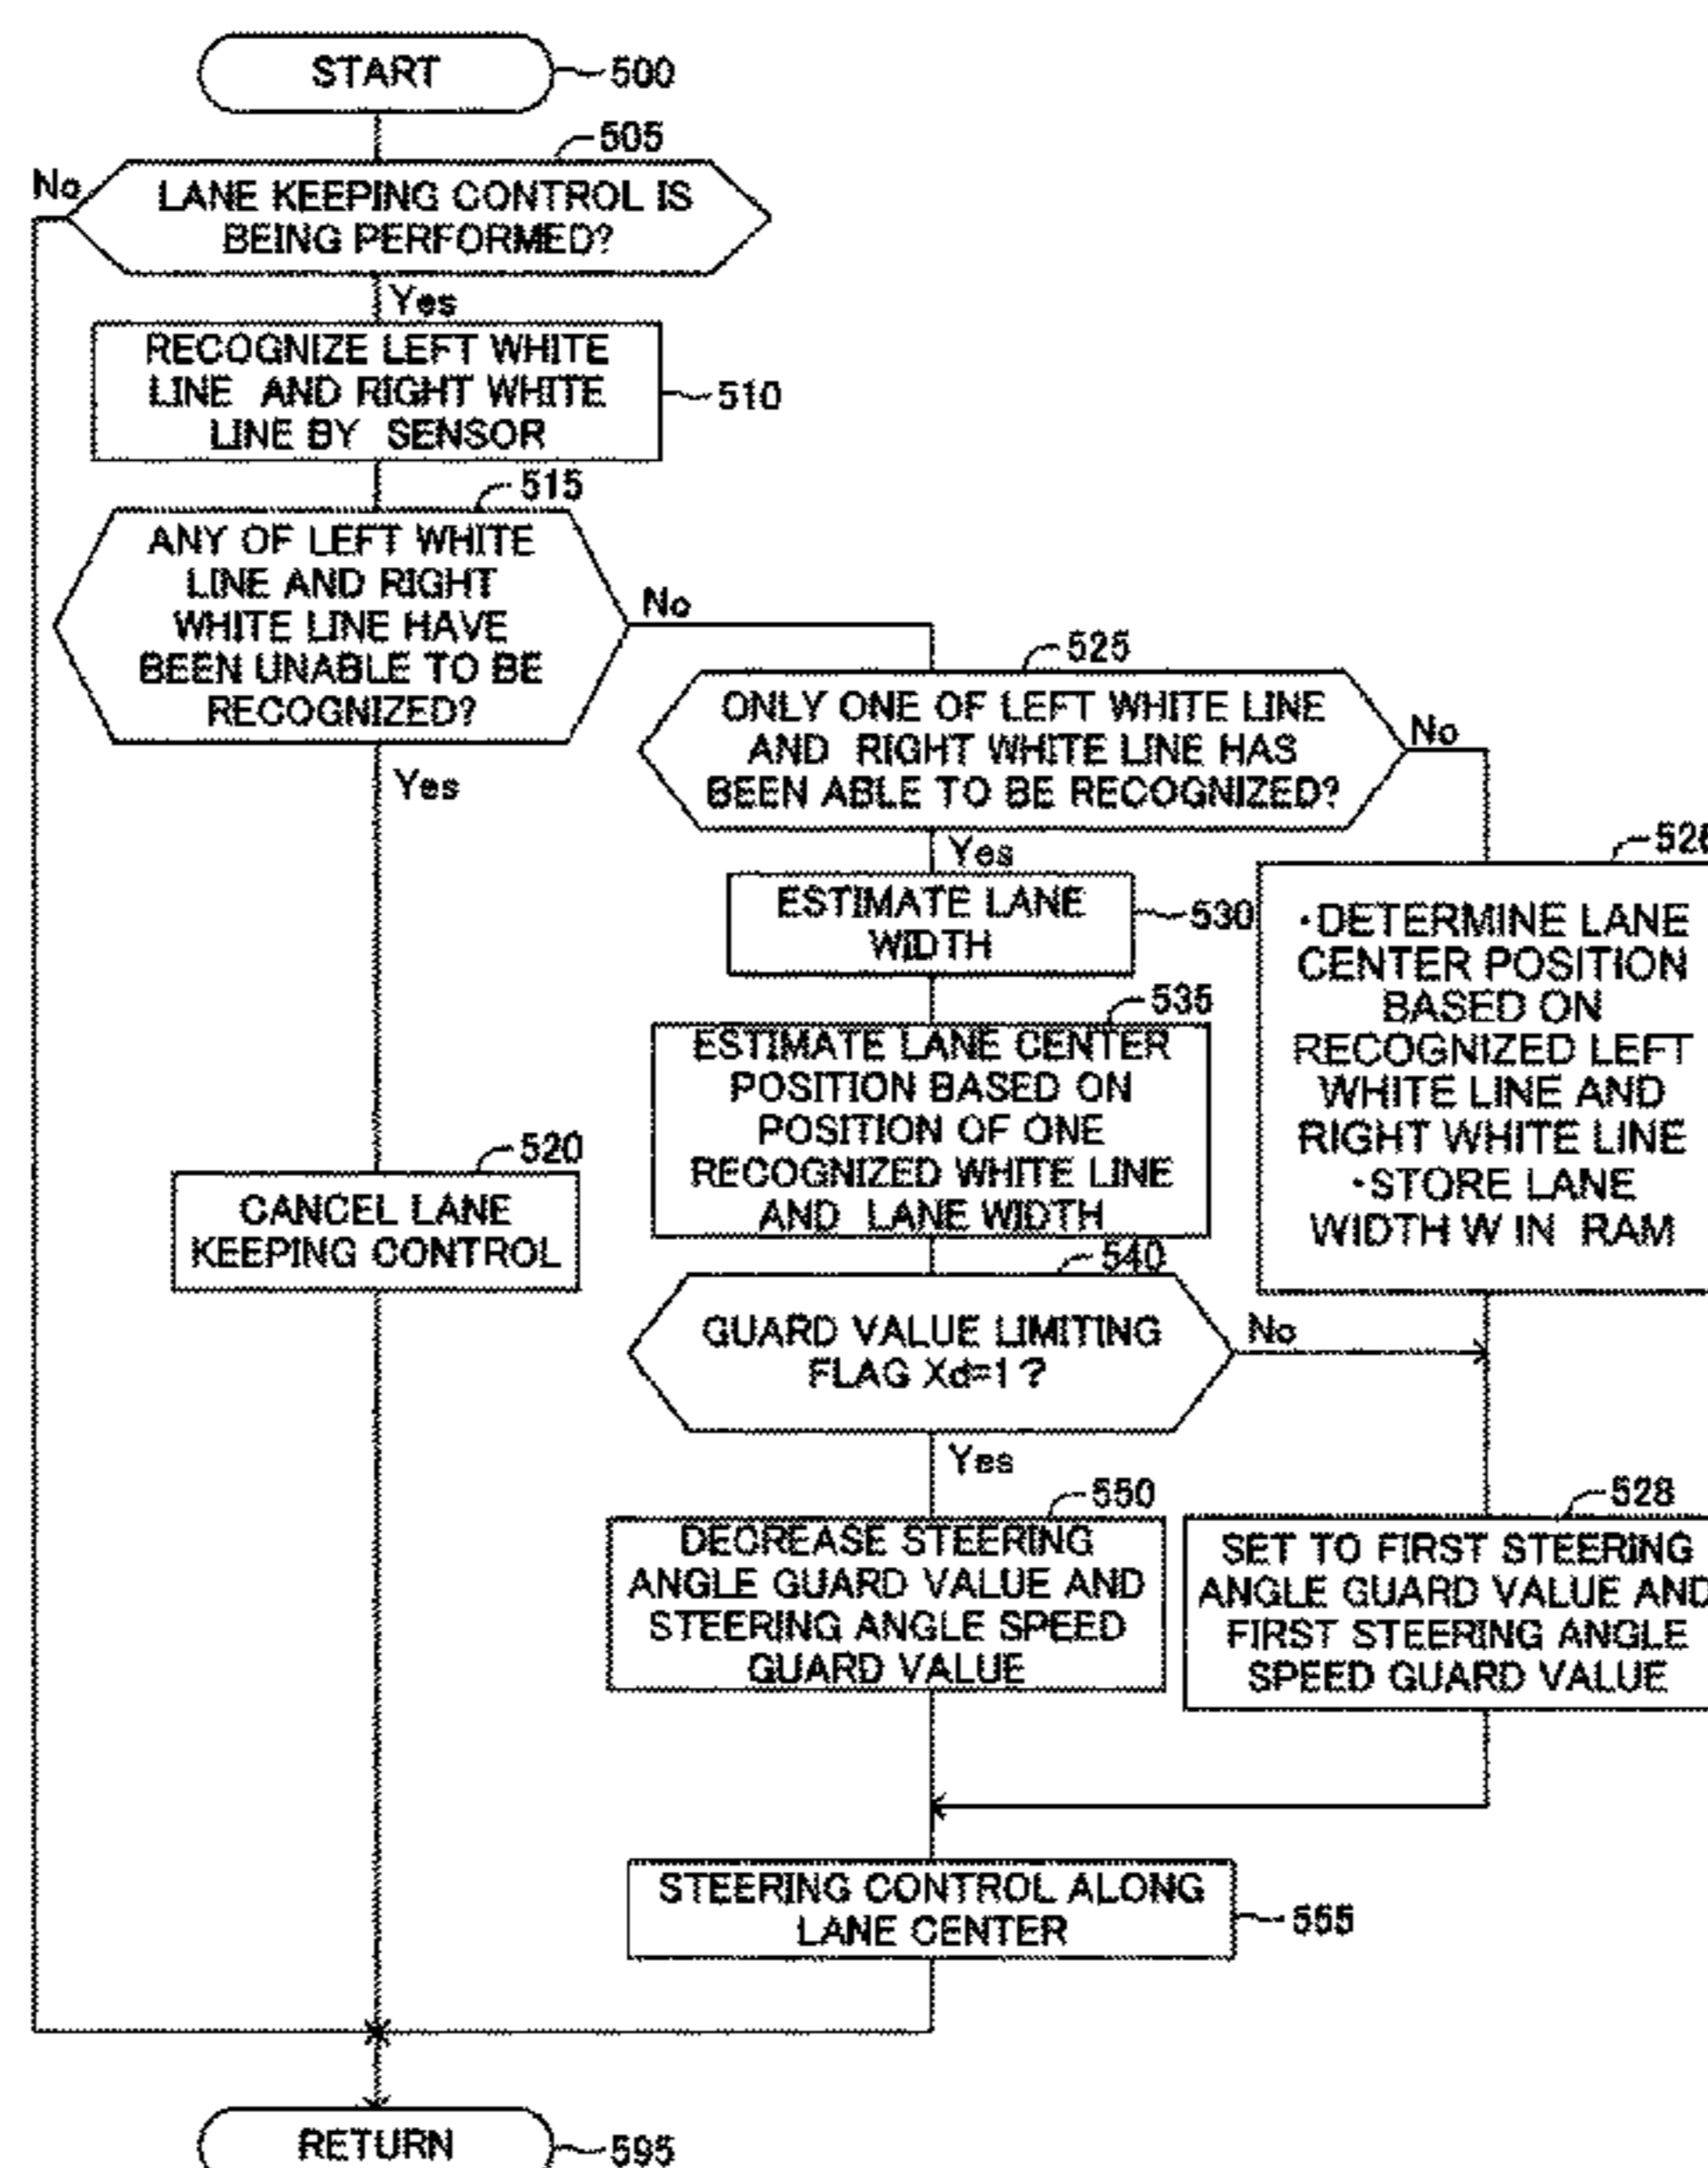 START
500
505
No
LANE KEEPING CONTROL IS
BEING PERFORMED?
Yes
RECOGNIZE LEFT WHITE
LINE AND RIGHT WHITE
LINE BY SENSOR
510
515
ANY OF LEFT WHITE
LINE AND RIGHT
WHITE LINE HAVE
BEEN UNABLE TO BE
RECOGNIZED?
No
Yes
525
ONLY ONE OF LEFT WHITE LINE
AND RIGHT WHITE LINE HAS
BEEN ABLE TO BE RECOGNIZED?
No
Yes
ESTIMATE LANE
WIDTH
530
526
・DETERMINE LANE
CENTER POSITION
BASED ON
RECOGNIZED LEFT
WHITE LINE AND
RIGHT WHITE LINE
・STORE LANE
WIDTH W IN RAM
535
ESTIMATE LANE CENTER
POSITION BASED ON
POSITION OF ONE
RECOGNIZED WHITE LINE
AND LANE WIDTH
520
CANCEL LANE
KEEPING CONTROL
540
GUARD VALUE LIMITING
FLAG Xd=1?
No
Yes
550
DECREASE STEERING
ANGLE GUARD VALUE AND
STEERING ANGLE SPEED
GUARD VALUE
528
SET TO FIRST STEERING
ANGLE GUARD VALUE AND
FIRST STEERING ANGLE
SPEED GUARD VALUE
STEERING CONTROL ALONG
LANE CENTER
555
RETURN
595